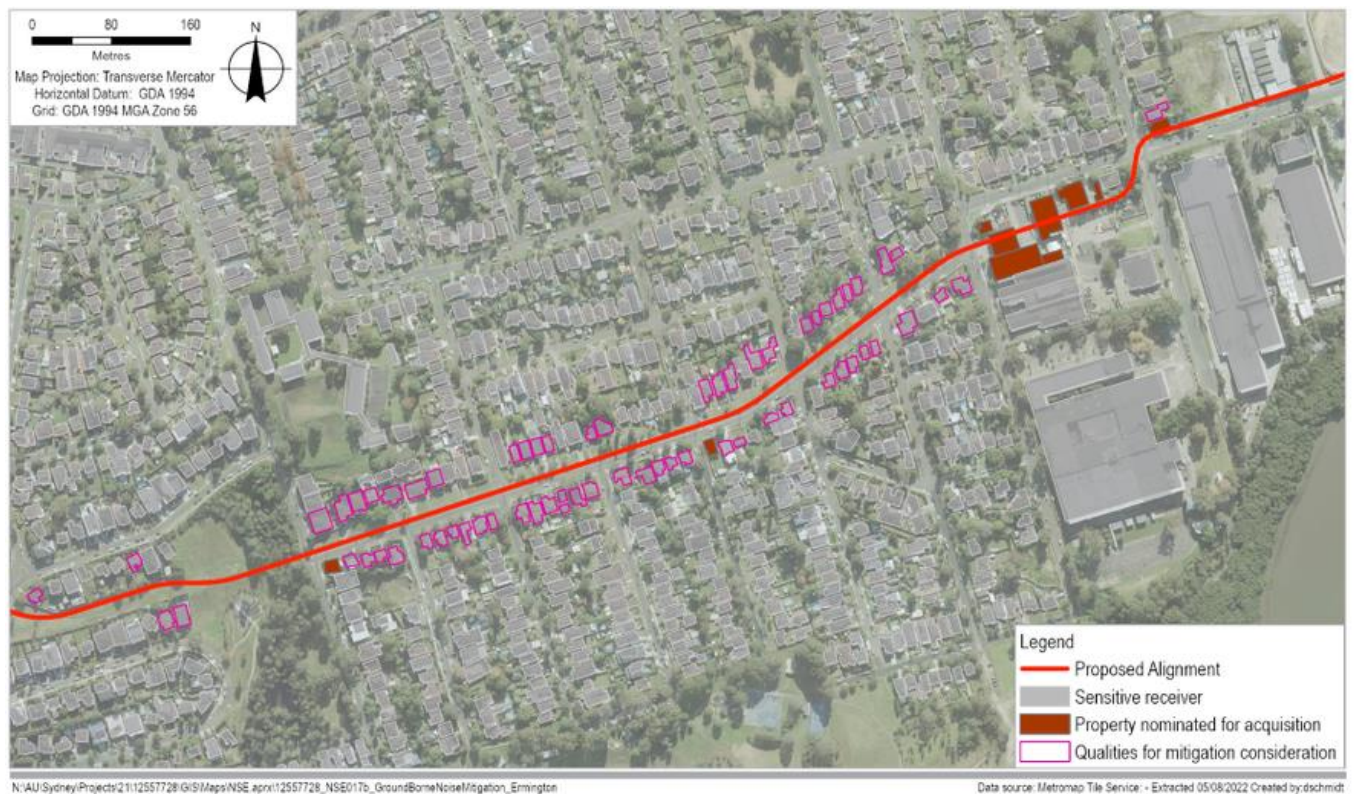 0 80 160
Metres
N
Map Projection: Transverse Mercator
Horizontal Datum: GDA 1994
Grid: GDA 1994 MGA Zone 56
Legend
Proposed Alignment
Sensitive receiver
Property nominated for acquisition
Qualities for mitigation consideration
N:\AU\Sydney\Projects\21\12557728\GIS\Maps\NSE.aprx\12557728_NSE017b_GroundBorneNoiseMitigation_Ermington
Data source: Metromap Tile Service: - Extracted 05/08/2022 Created by:dschmidt